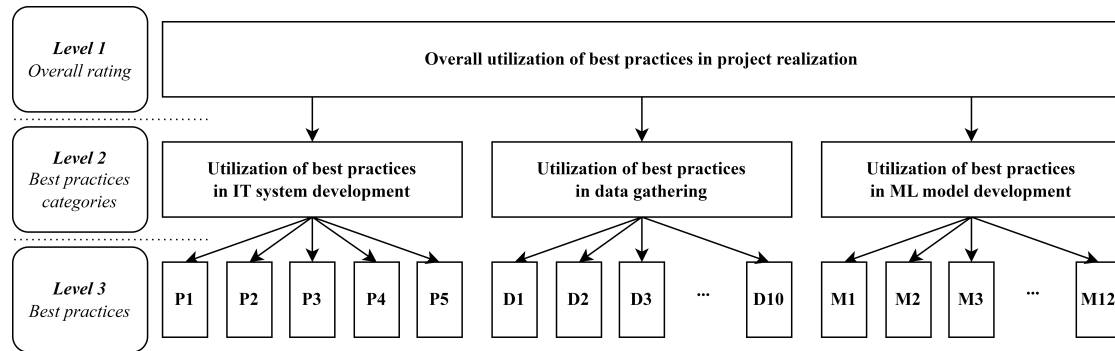 Level 1
Overall rating
Overall utilization of best practices in project realization
Level 2
Best practices
categories
Utilization of best practices
in IT system development
Utilization of best practices
in data gathering
Utilization of best practices
in ML model development
Level 3
Best practices
P1
P2
P3
P4
P5
D1
D2
D3
...
D10
M1
M2
M3
...
M12